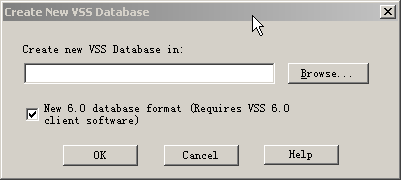 Create New VSS Database
Create new VSS Database in:
Browse...
New 6.0 database format (Requires VSS 6.0
client software)
OK
Cancel
Help